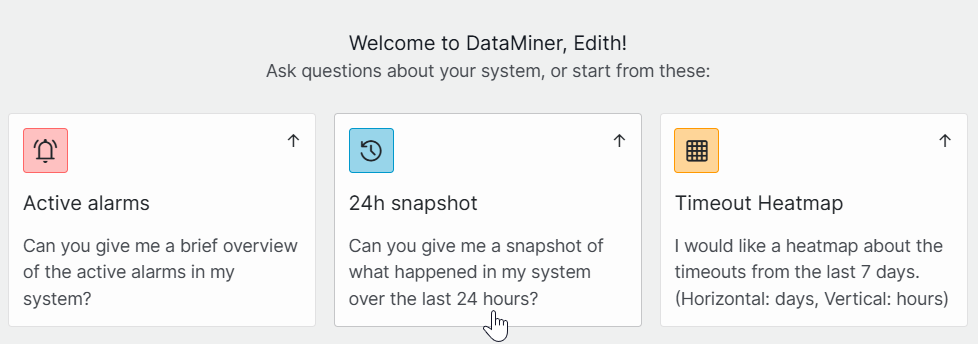 Welcome to DataMiner, Edith!
Ask questions about your system, or start from these:
Active alarms
Can you give me a brief overview
of the active alarms in my
system?
24h snapshot
Can you give me a snapshot of
what happened in my system
over the last 24 hours?
Timeout Heatmap
I would like a heatmap about the
timeouts from the last 7 days.
(Horizontal: days, Vertical: hours)